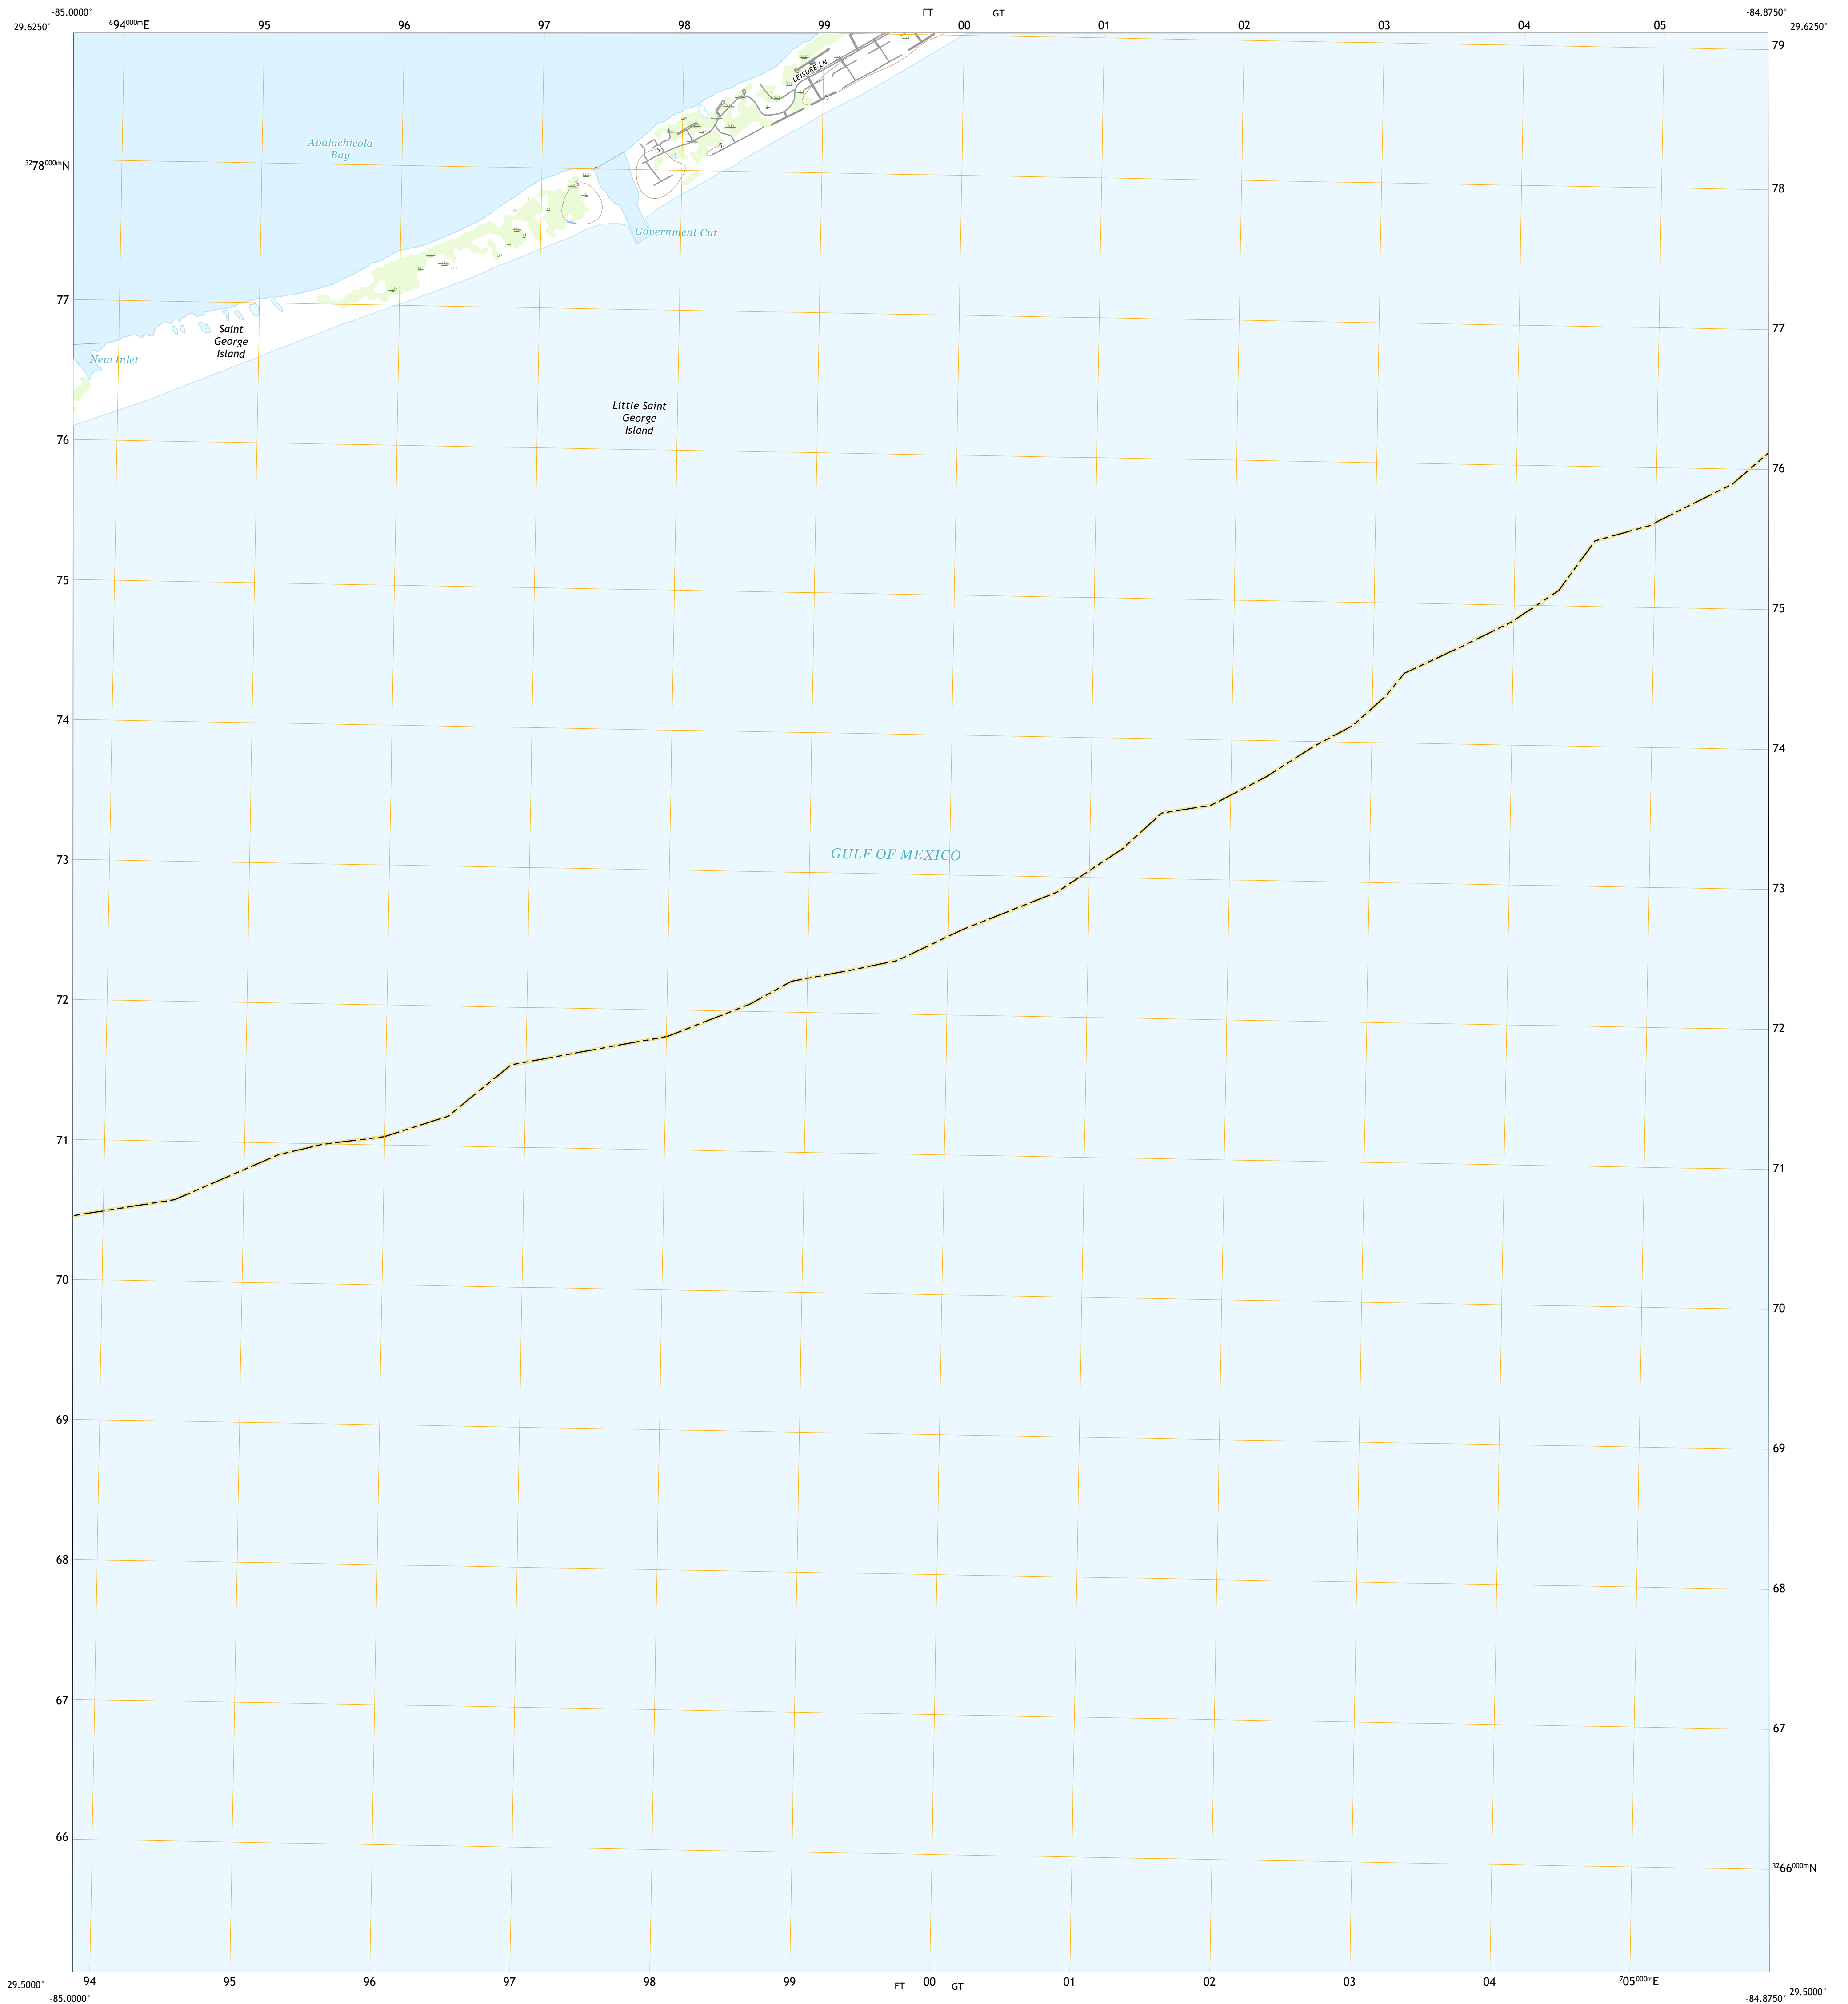 -85.0000°
⁶94⁰⁰⁰ᵐE
95
96
97
98
99
FT
00
GT
01
02
03
04
05
-84.8750°
29.6250°
29.6250°
79
LEISURE LN
5
5
5
5
Apalachicola
Bay
³²78⁰⁰⁰ᵐN
78
Government Cut
77
77
Saint
George
Island
New Inlet
Little Saint
George
Island
76
76
75
75
74
74
GULF OF MEXICO
73
73
72
72
71
71
70
70
69
69
68
68
67
67
66
³²66⁰⁰⁰ᵐN
29.5000°
94
95
96
97
98
99
FT
00
GT
01
02
03
04
⁷05⁰⁰⁰ᵐE
29.5000°
-85.0000°
-84.8750°